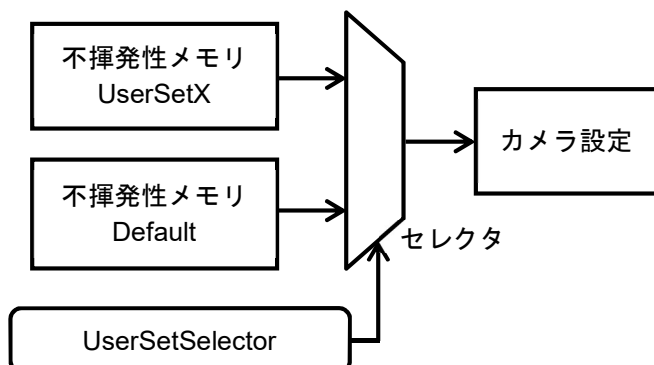 不揮発性メモリ
UserSetX
カメラ設定
不揮発性メモリ
Default
セレクタ
UserSetSelector